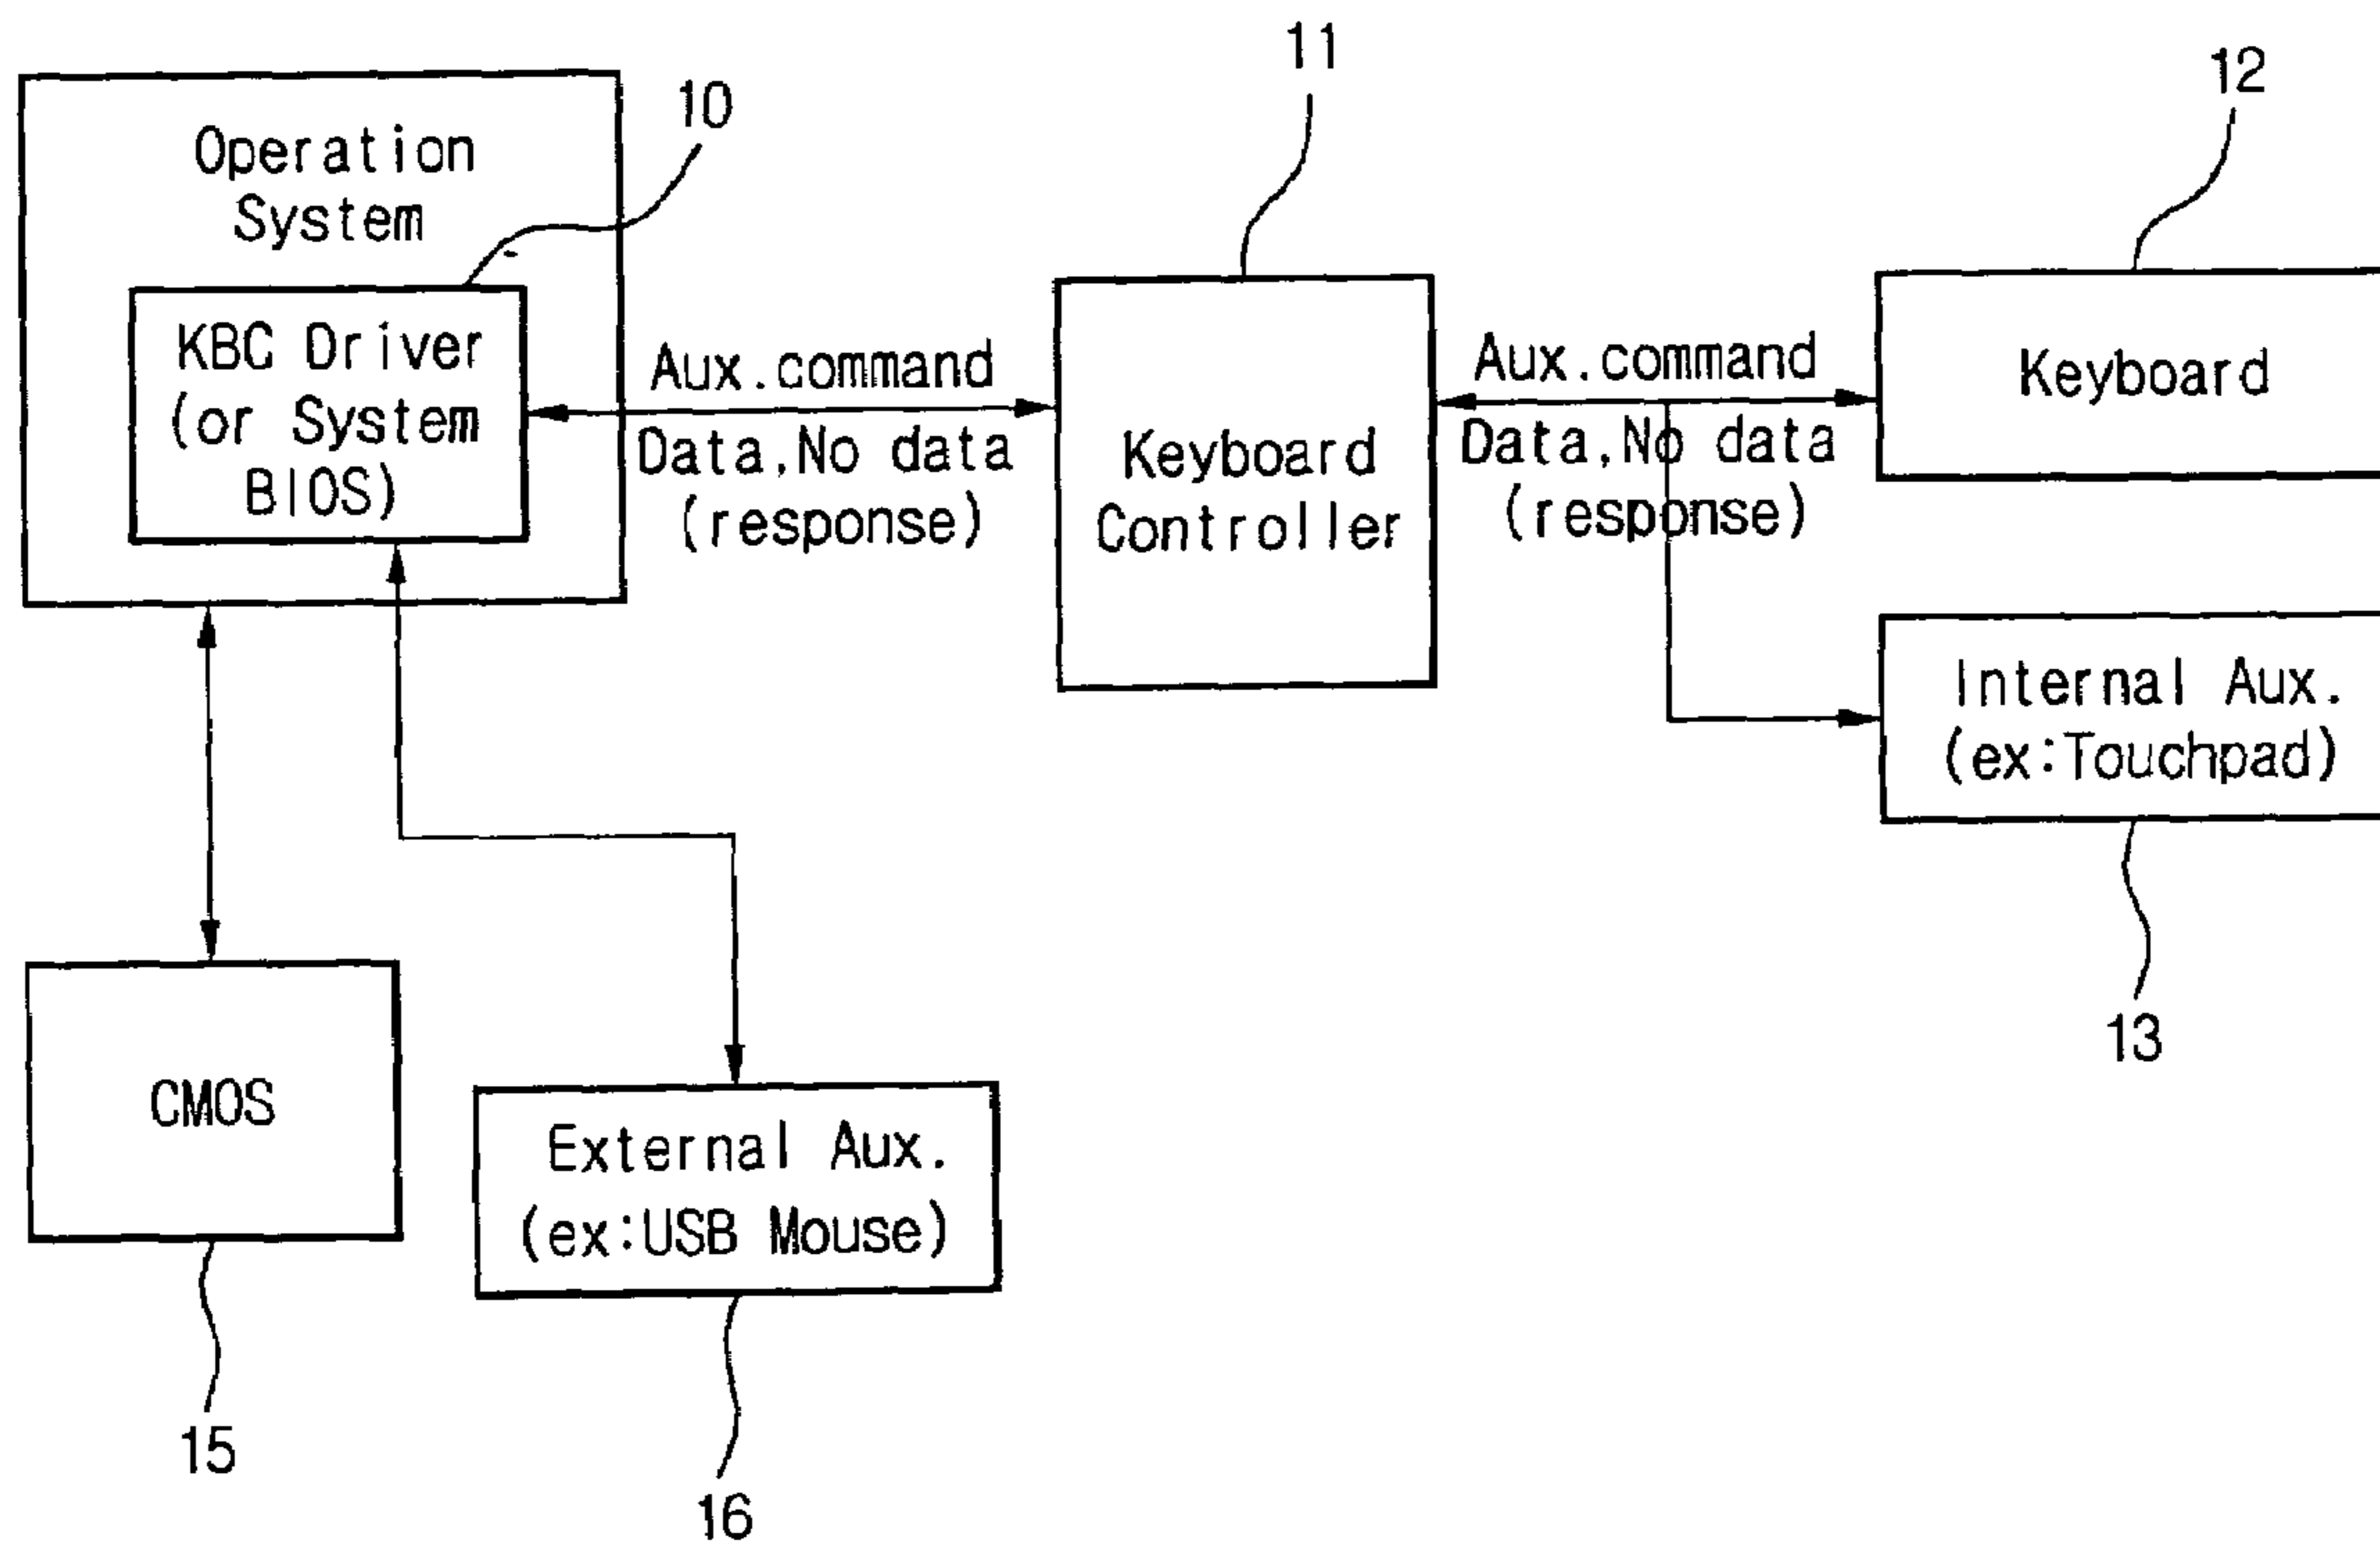 11
12
10
Operation
System
KBC Driver
(or System
BIOS)
Aux.command
Data,No data
(response)
Keyboard
Controller
Aux.command
Data,No data
(response)
Keyboard
Internal Aux.
(ex:Touchpad)
13
CMOS
External Aux.
(ex:USB Mouse)
15
16